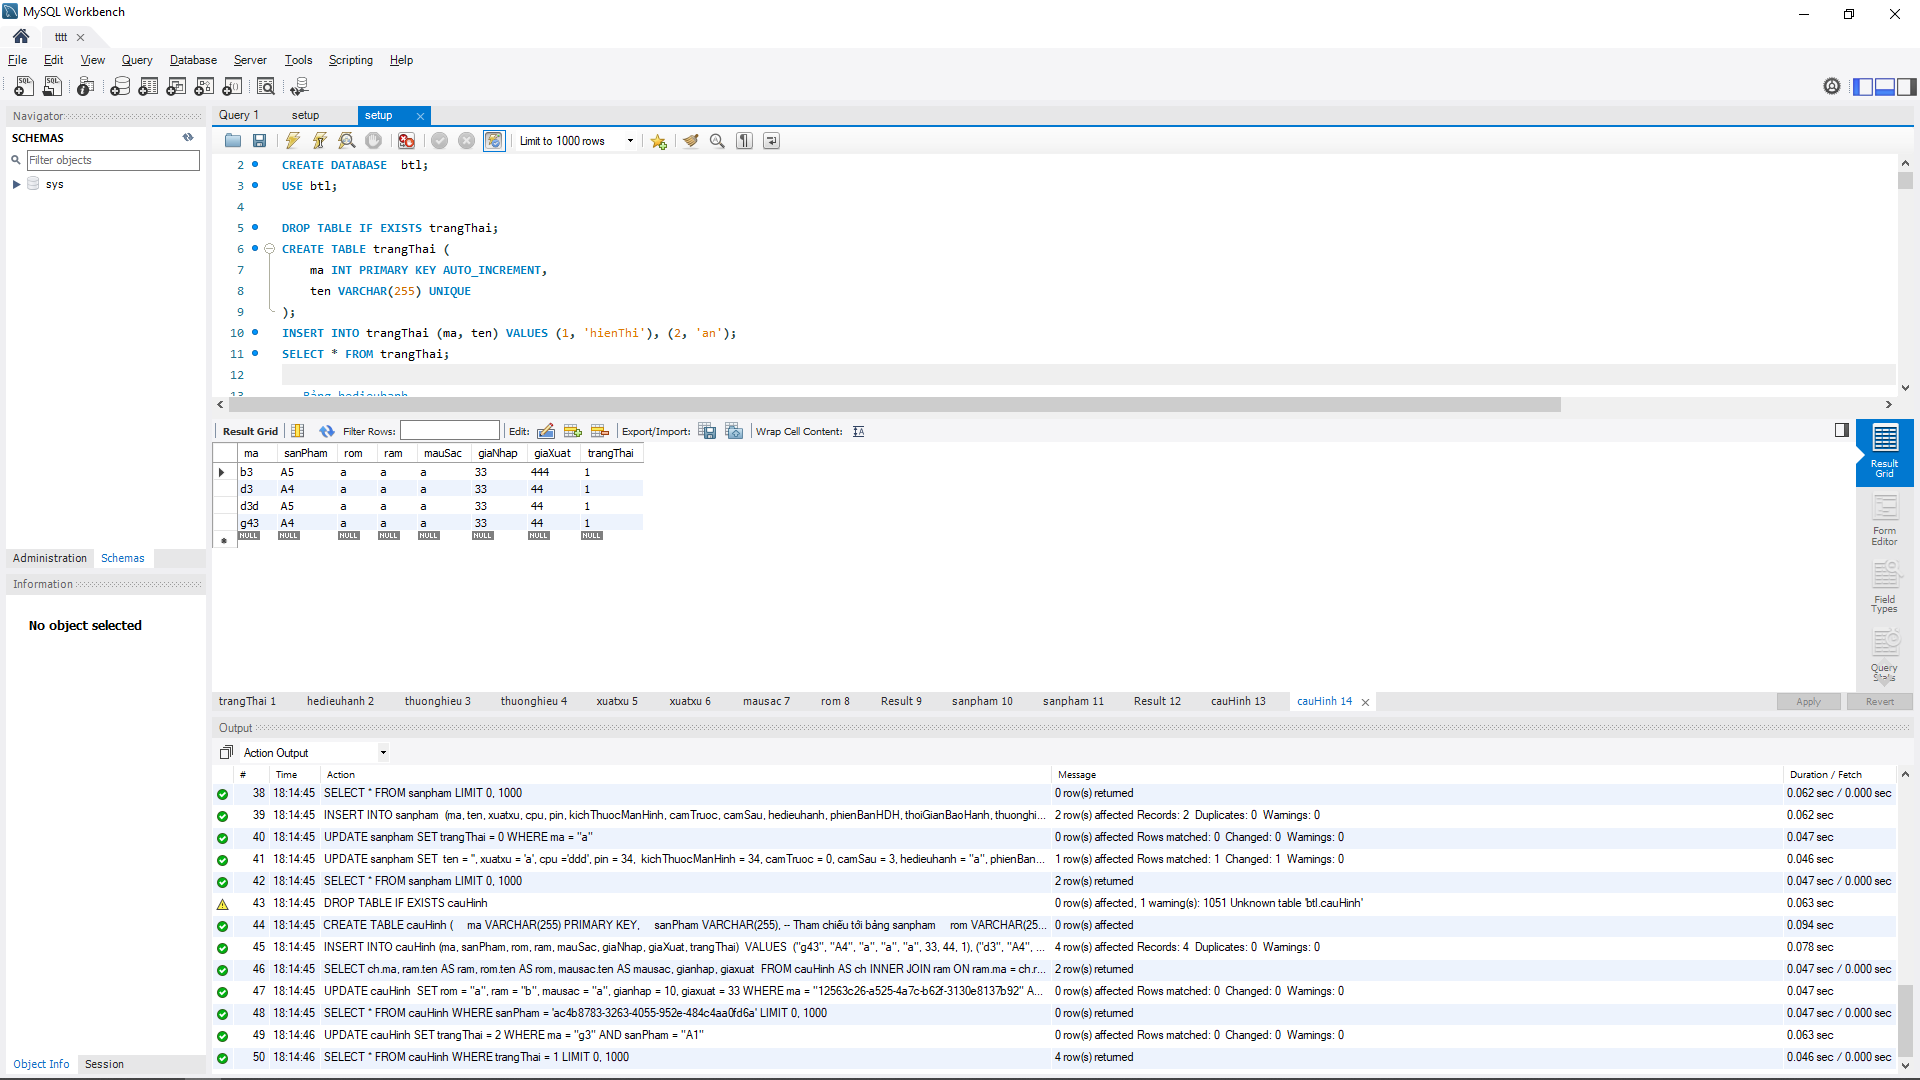 MySQL Workbench
tttt
File Edit View Query Database Server Tools Scripting Help
Navigator
SCHEMAS
Filter objects
sys
Administration Schemas
Information
No object selected
Object Info Session
Query 1 setup setup
Limit to 1000 rows
2 CREATE DATABASE btl;
3 USE btl;
4
5 DROP TABLE IF EXISTS trangThai;
6 CREATE TABLE trangThai (
7 ma INT PRIMARY KEY AUTO_INCREMENT,
8 ten VARCHAR(255) UNIQUE
9 );
10 INSERT INTO trangThai (ma, ten) VALUES (1, 'hienThi'), (2, 'an');
11 SELECT * FROM trangThai;
12
13 Bảng hedieuhanh
Result Grid Filter Rows: Edit: Export/Import: Wrap Cell Content:
ma sanPham rom ram mauSac giaNhap giaXuat trangThai
b3 A5 a a a 33 444 1
d3 A4 a a a 33 44 1
d3d A5 a a a 33 44 1
g43 A4 a a a 33 44 1
NULL NULL NULL NULL NULL NULL NULL NULL
Result Grid
Form Editor
Field Types
Query Stats
trangThai 1 hedieuhanh 2 thuonghieu 3 thuonghieu 4 xuatxu 5 xuatxu 6 mausac 7 rom 8 Result 9 sanpham 10 sanpham 11 Result 12 cauHinh 13 cauHinh 14 Apply Revert
Output
Action Output
# Time Action Message Duration / Fetch
38 18:14:45 SELECT * FROM sanpham LIMIT 0, 1000 0 row(s) returned 0.062 sec / 0.000 sec
39 18:14:45 INSERT INTO sanpham (ma, ten, xuatxu, cpu, pin, kichThuocManHinh, camTruoc, camSau, hedieuhanh, phienBanHDH, thoiGianBaoHanh, thuonghi... 2 row(s) affected Records: 2 Duplicates: 0 Warnings: 0 0.062 sec
40 18:14:45 UPDATE sanpham SET trangThai = 0 WHERE ma = "a" 0 row(s) affected Rows matched: 0 Changed: 0 Warnings: 0 0.047 sec
41 18:14:45 UPDATE sanpham SET ten = '', xuatxu = 'a', cpu ='ddd', pin = 34, kichThuocManHinh = 34, camTruoc = 0, camSau = 3, hedieuhanh = "a", phienBan... 1 row(s) affected Rows matched: 1 Changed: 1 Warnings: 0 0.046 sec
42 18:14:45 SELECT * FROM sanpham LIMIT 0, 1000 2 row(s) returned 0.047 sec / 0.000 sec
43 18:14:45 DROP TABLE IF EXISTS cauHinh 0 row(s) affected, 1 warning(s): 1051 Unknown table 'btl.cauHinh' 0.063 sec
44 18:14:45 CREATE TABLE cauHinh ( ma VARCHAR(255) PRIMARY KEY, sanPham VARCHAR(255), -- Tham chiếu tới bảng sanpham rom VARCHAR(25... 0 row(s) affected 0.094 sec
45 18:14:45 INSERT INTO cauHinh (ma, sanPham, rom, ram, mauSac, giaNhap, giaXuat, trangThai) VALUES ("g43", "A4", "a", "a", "a", 33, 44, 1), ("d3", "A4", ... 4 row(s) affected Records: 4 Duplicates: 0 Warnings: 0 0.078 sec
46 18:14:45 SELECT ch.ma, ram.ten AS ram, rom.ten AS rom, mausac.ten AS mausac, gianhap, giaxuat FROM cauHinh AS ch INNER JOIN ram ON ram.ma = ch.r... 2 row(s) returned 0.047 sec / 0.000 sec
47 18:14:45 UPDATE cauHinh SET rom = "a", ram = "b", mausac = "a", gianhap = 10, giaxuat = 33 WHERE ma = "12563c26-a525-4a7c-b62f-3130e8137b92" A... 0 row(s) affected Rows matched: 0 Changed: 0 Warnings: 0 0.047 sec
48 18:14:45 SELECT * FROM cauHinh WHERE sanPham = 'ac4b8783-3263-4055-952e-484c4aa0fd6a' LIMIT 0, 1000 0 row(s) returned 0.047 sec / 0.000 sec
49 18:14:46 UPDATE cauHinh SET trangThai = 2 WHERE ma = "g3" AND sanPham = "A1" 0 row(s) affected Rows matched: 0 Changed: 0 Warnings: 0 0.063 sec
50 18:14:46 SELECT * FROM cauHinh WHERE trangThai = 1 LIMIT 0, 1000 4 row(s) returned 0.046 sec / 0.000 sec